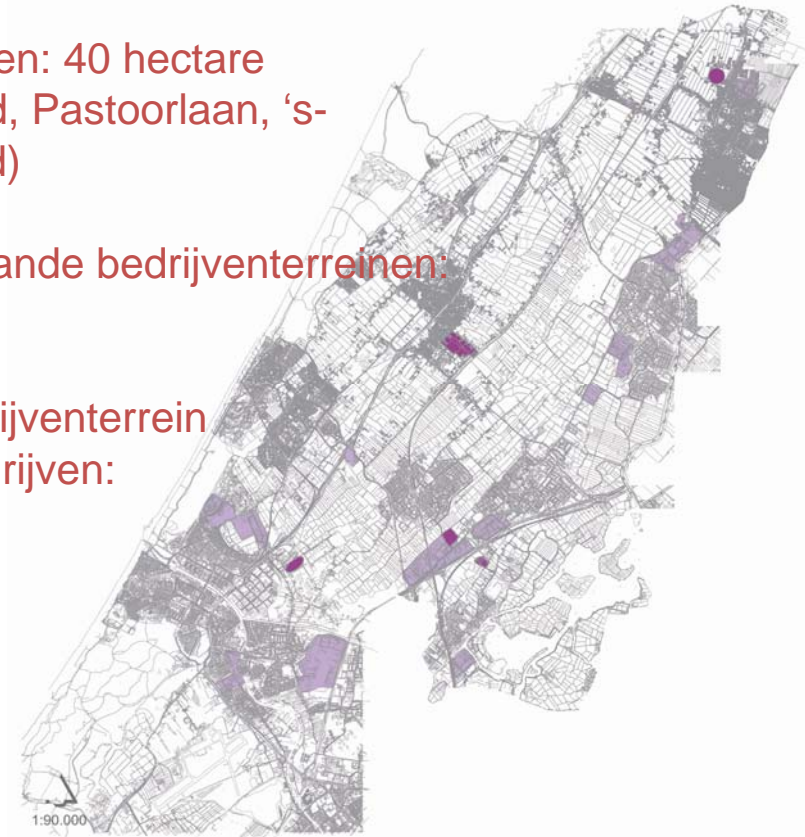 en: 40 hectare
d, Pastoorlaan, ‘s-
d)
ande bedrijventerreinen:
ijventerrein
rijven:
1:90.000